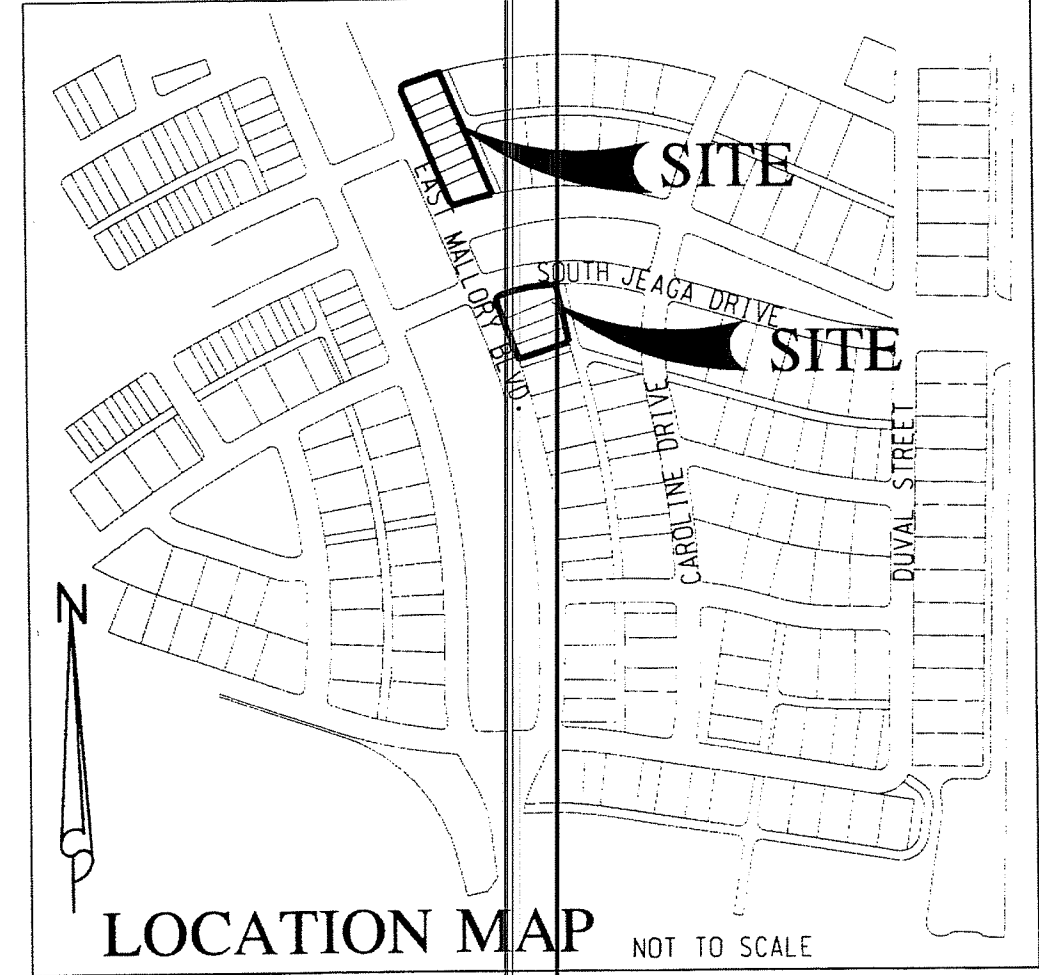 SITE
EAST MALLORY BLVD.
SOUTH JEAGA DRIVE
SITE
CAROLINE DRIVE
DUVAL STREET
N
LOCATION MAP
NOT TO SCALE